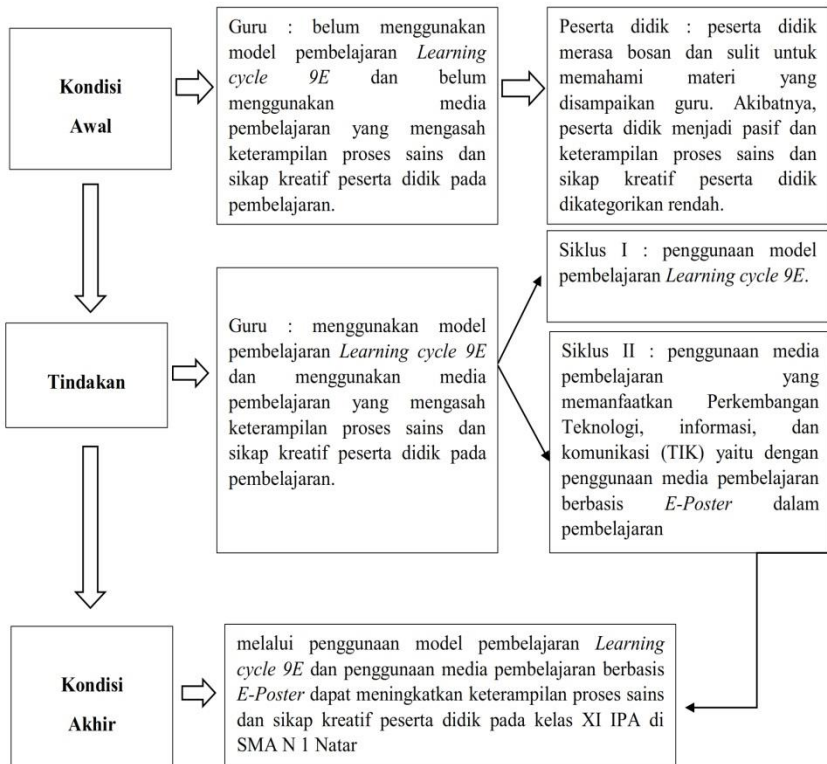 Kondisi
Awal
Guru : belum menggunakan
model pembelajaran Learning
cycle 9E dan belum
menggunakan media
pembelajaran yang mengasah
keterampilan proses sains dan
sikap kreatif peserta didik pada
pembelajaran.
Peserta didik : peserta didik
merasa bosan dan sulit untuk
memahami materi yang
disampaikan guru. Akibatnya,
peserta didik menjadi pasif dan
keterampilan proses sains dan
sikap kreatif peserta didik
dikategorikan rendah.
Tindakan
Guru : menggunakan model
pembelajaran Learning cycle 9E
dan menggunakan media
pembelajaran yang mengasah
keterampilan proses sains dan
sikap kreatif peserta didik pada
pembelajaran.
Siklus I : penggunaan model
pembelajaran Learning cycle 9E.
Siklus II : penggunaan media
pembelajaran yang
memanfaatkan Perkembangan
Teknologi, informasi, dan
komunikasi (TIK) yaitu dengan
penggunaan media pembelajaran
berbasis E-Poster dalam
pembelajaran
Kondisi
Akhir
melalui penggunaan model pembelajaran Learning
cycle 9E dan penggunaan media pembelajaran berbasis
E-Poster dapat meningkatkan keterampilan proses sains
dan sikap kreatif peserta didik pada kelas XI IPA di
SMA N 1 Natar